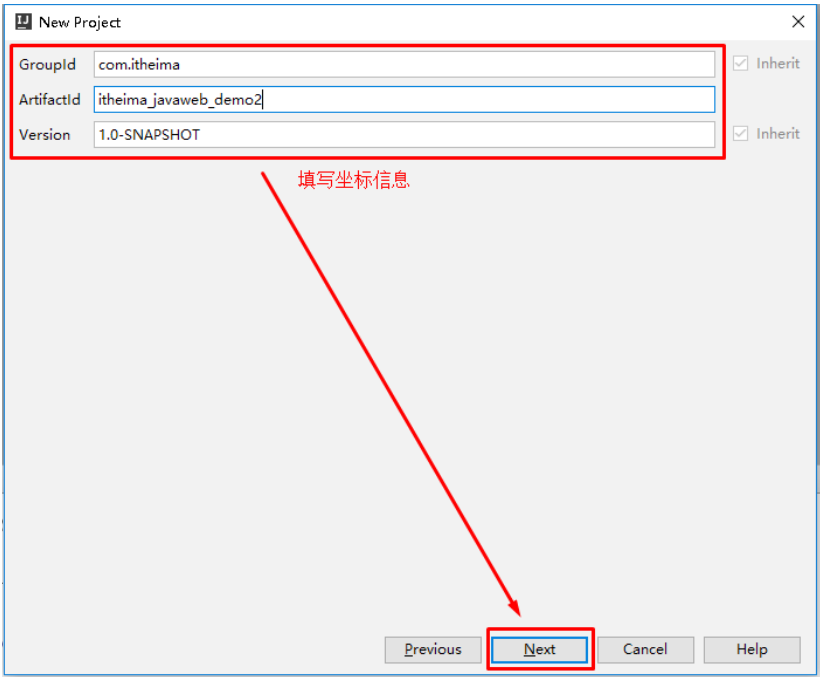 New Project
GroupId com.itheima Inherit
ArtifactId itheima_javaweb_demo2
Version 1.0-SNAPSHOT Inherit
填写坐标信息
Previous Next Cancel Help